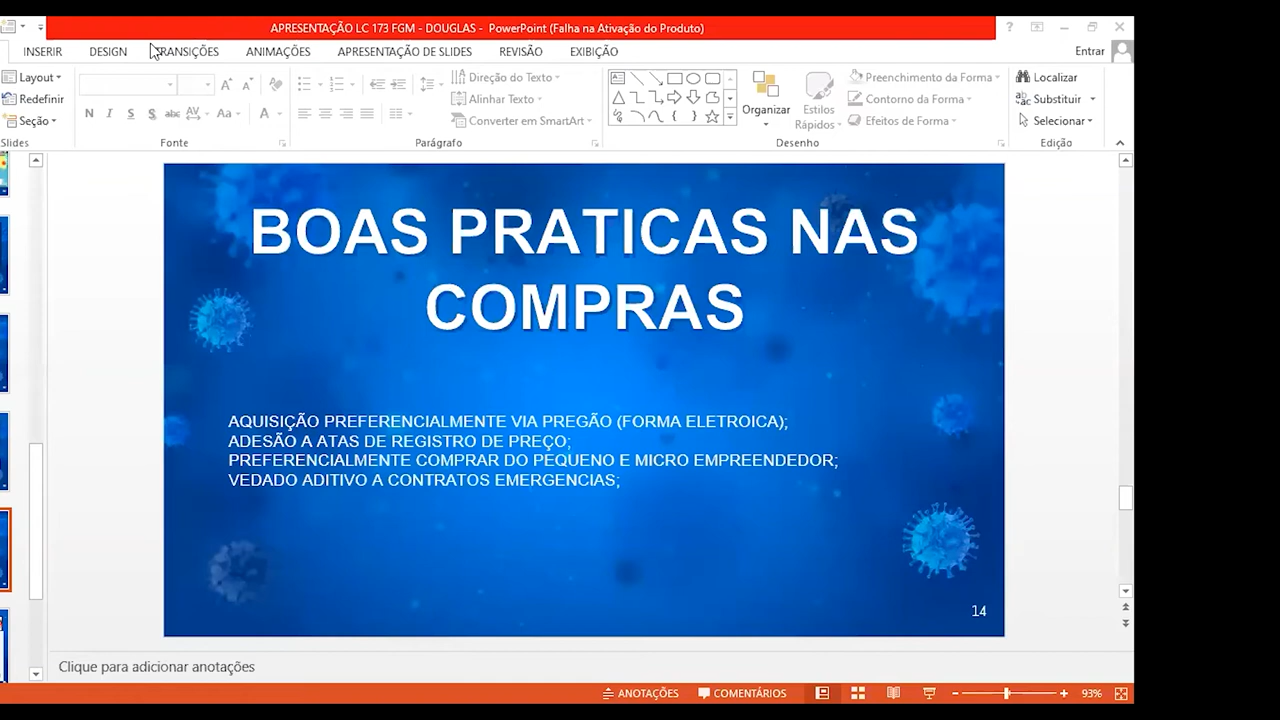 APRESENTAÇÃO LC 173 FGM - DOUGLAS - PowerPoint (Falha na Ativação do Produto)
INSERIR DESIGN TRANSIÇÕES ANIMAÇÕES APRESENTAÇÃO DE SLIDES REVISÃO EXIBIÇÃO Entrar
Layout Direção do Texto Preenchimento da Forma Localizar
Redefinir Alinhar Texto Organizar Estilos Contorno da Forma Substituir
Seção N I S S abc AV Aa A Converter em SmartArt Rápidos Efeitos de Forma Selecionar
Slides Fonte Parágrafo Desenho Edição
BOAS PRATICAS NAS
COMPRAS
AQUISIÇÃO PREFERENCIALMENTE VIA PREGÃO (FORMA ELETROICA);
ADESÃO A ATAS DE REGISTRO DE PREÇO;
PREFERENCIALMENTE COMPRAR DO PEQUENO E MICRO EMPREENDEDOR;
VEDADO ADITIVO A CONTRATOS EMERGENCIAS;
14
Clique para adicionar anotações
ANOTAÇÕES COMENTÁRIOS 93%